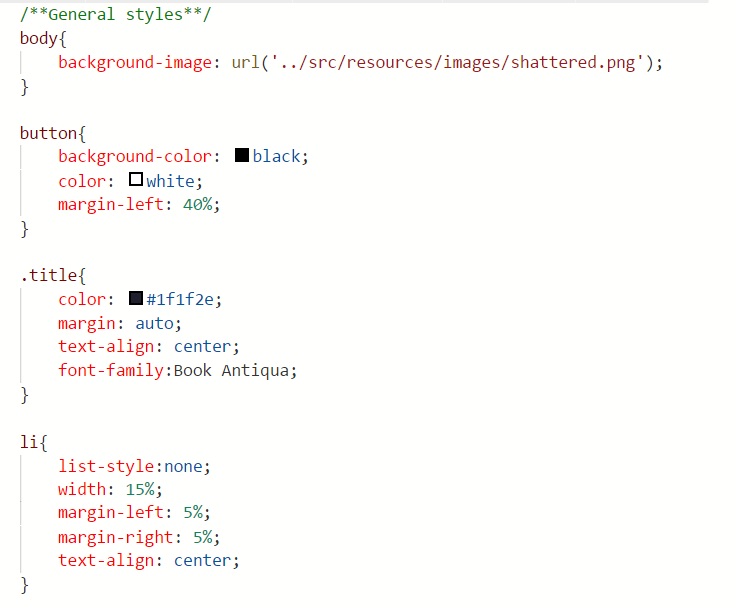 /**General styles**/
body{
    background-image: url('../src/resources/images/shattered.png');
}

button{
    background-color: black;
    color: white;
    margin-left: 40%;
}

.title{
    color: #1f1f2e;
    margin: auto;
    text-align: center;
    font-family:Book Antiqua;
}

li{
    list-style:none;
    width: 15%;
    margin-left: 5%;
    margin-right: 5%;
    text-align: center;
}